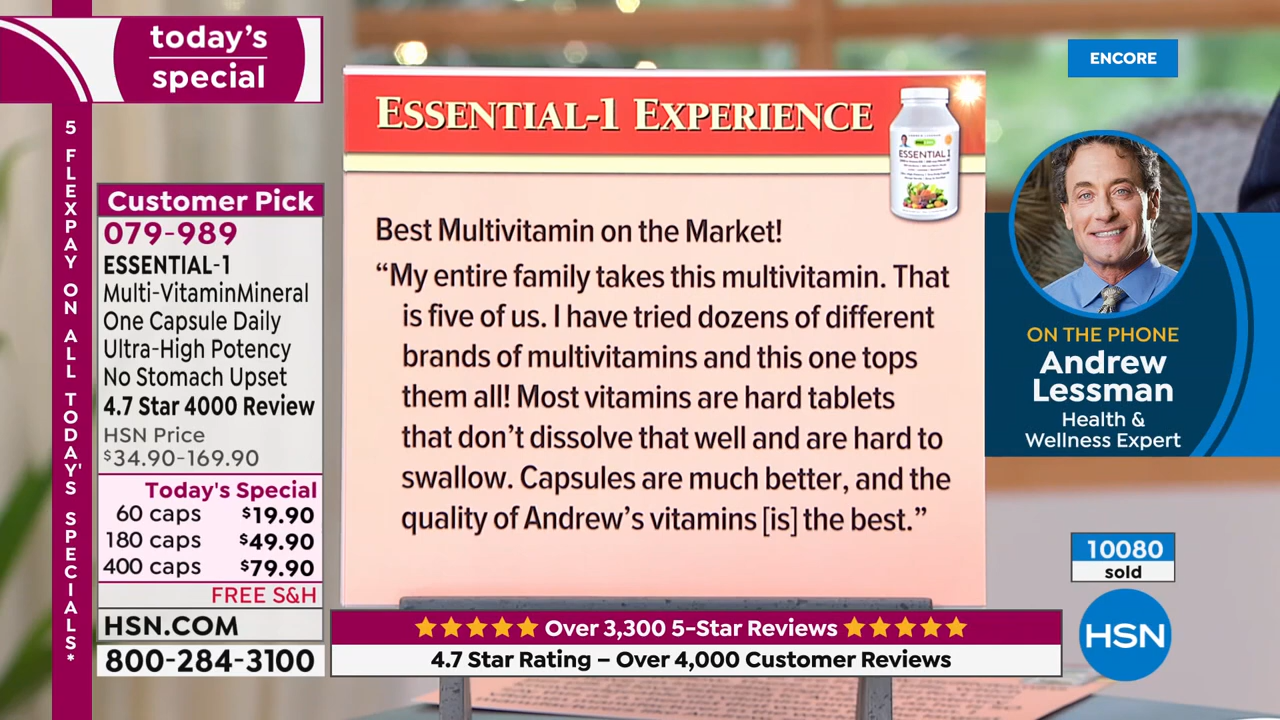 today's
special
5 FLEXPAY ON ALL TODAY'S SPECIALS*
Customer Pick
079-989
ESSENTIAL-1
Multi-VitaminMineral
One Capsule Daily
Ultra-High Potency
No Stomach Upset
4.7 Star 4000 Review
HSN Price
$34.90-169.90
Today's Special
60 caps $19.90
180 caps $49.90
400 caps $79.90
FREE S&H
HSN.COM
800-284-3100
ESSENTIAL-1 EXPERIENCE
ESSENTIAL 1
Best Multivitamin on the Market!
“My entire family takes this multivitamin. That
is five of us. I have tried dozens of different
brands of multivitamins and this one tops
them all! Most vitamins are hard tablets
that don't dissolve that well and are hard to
swallow. Capsules are much better, and the
quality of Andrew's vitamins [is] the best.”
Over 3,300 5-Star Reviews
4.7 Star Rating – Over 4,000 Customer Reviews
ENCORE
ON THE PHONE
Andrew
Lessman
Health &
Wellness Expert
10080
sold
HSN